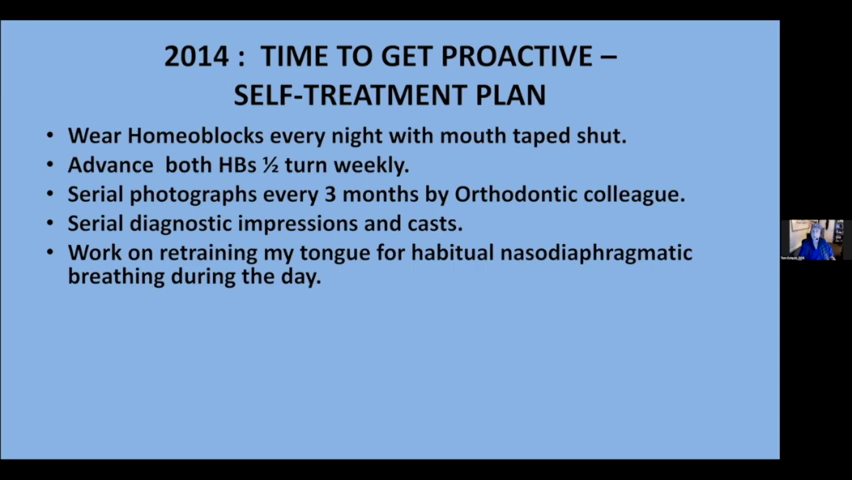 2014 : TIME TO GET PROACTIVE –
SELF-TREATMENT PLAN
• Wear Homeoblocks every night with mouth taped shut.
• Advance both HBs ½ turn weekly.
• Serial photographs every 3 months by Orthodontic colleague.
• Serial diagnostic impressions and casts.
• Work on retraining my tongue for habitual nasodiaphragmatic
breathing during the day.